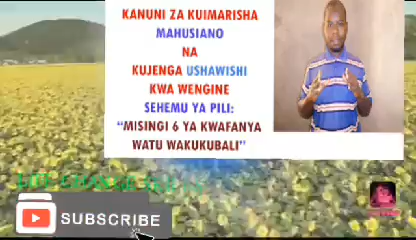 KANUNI ZA KUIMARISHA
MAHUSIANO
NA
KUJENGA USHAWISHI
KWA WENGINE
SEHEMU YA PILI:
“MISINGI 6 YA KWAFANYA
WATU WAKUKUBALI”
SUBSCRIBE